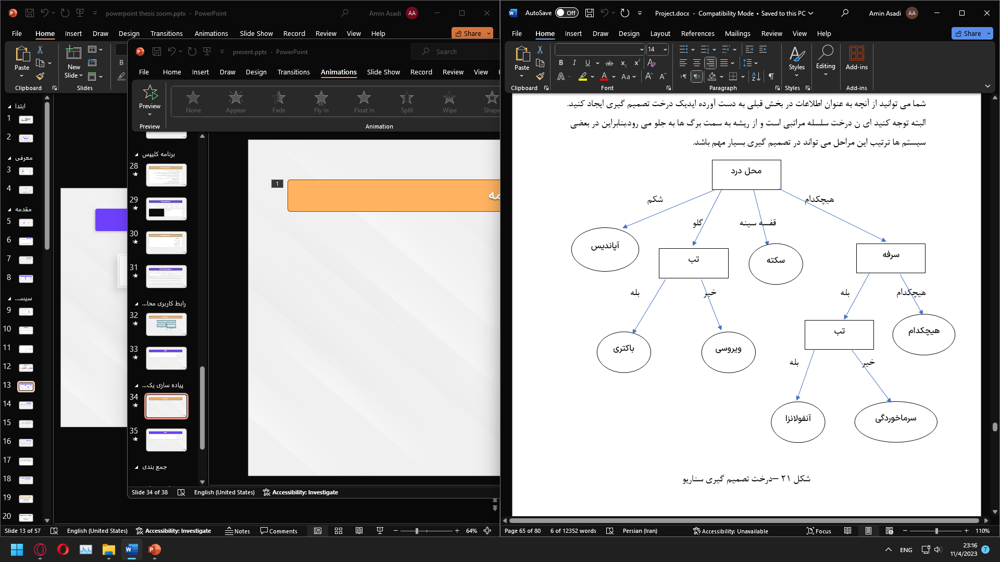 powerpoint thesis zoom.pptx - PowerPoint
Amin Asadi
AA
File Home Insert Draw Design Transitions Animations Slide Show Record Review View Help
Share
Paste
Clipboard
New Slide
Slides
B
present.pptx - PowerPoint
Search
File Home Insert Draw Design Transitions Animations Slide Show Record Review View
Preview
Preview
None Appear Fade Fly In Float In Split Wipe Shape
Animation
ابتدا
1
2
معرفی
3
4
مقدمه
5
6
7
8
سیس...
9
10
11
12
13
14
15
16
17
18
19
20
برنامه کلیپس
28
29
30
31
رابط کاربری محا...
32
33
پیاده سازی یک...
34
35
جمع بندی
1
مه
Slide 34 of 38
English (United States)
Accessibility: Investigate
Slide 13 of 57
English (United States)
Accessibility: Investigate
Notes
Comments
64%
AutoSave Off
Project.docx - Compatibility Mode • Saved to this PC
Amin Asadi
AA
File Home Insert Draw Design Layout References Mailings Review View Help
Share
Paste
Clipboard
14
B I U ab x₂ x²
A A Aa A A
Font
Paragraph
Styles
Styles
Editing
Add-ins
Add-ins
شما می توانید از آنچه به عنوان اطلاعات در بخش قبلی به دست آورده ایدیک درخت تصمیم گیری ایجاد کنید.
البته توجه کنید ای ن درخت سلسله مراتبی است و از ریشه به سمت برگ ها به جلو می رود.بنابراین در بعضی
سیستم ها ترتیب این مراحل می تواند در تصمیم گیری بسیار مهم باشد.
محل درد
هیچکدام
شکم
قفسه سینه
گلو
آپاندیس
سرفه
تب
سکته
بله
خیر
بله
هیچکدام
تب
هیچکدام
باکتری
ویروسی
بله
خیر
آنفولانزا
سرماخوردگی
شکل ۲۱ –درخت تصمیم گیری سناریو
Page 65 of 80
6 of 12352 words
Persian (Iran)
Accessibility: Unavailable
Focus
110%
ENG
23:16
11/4/2023
7